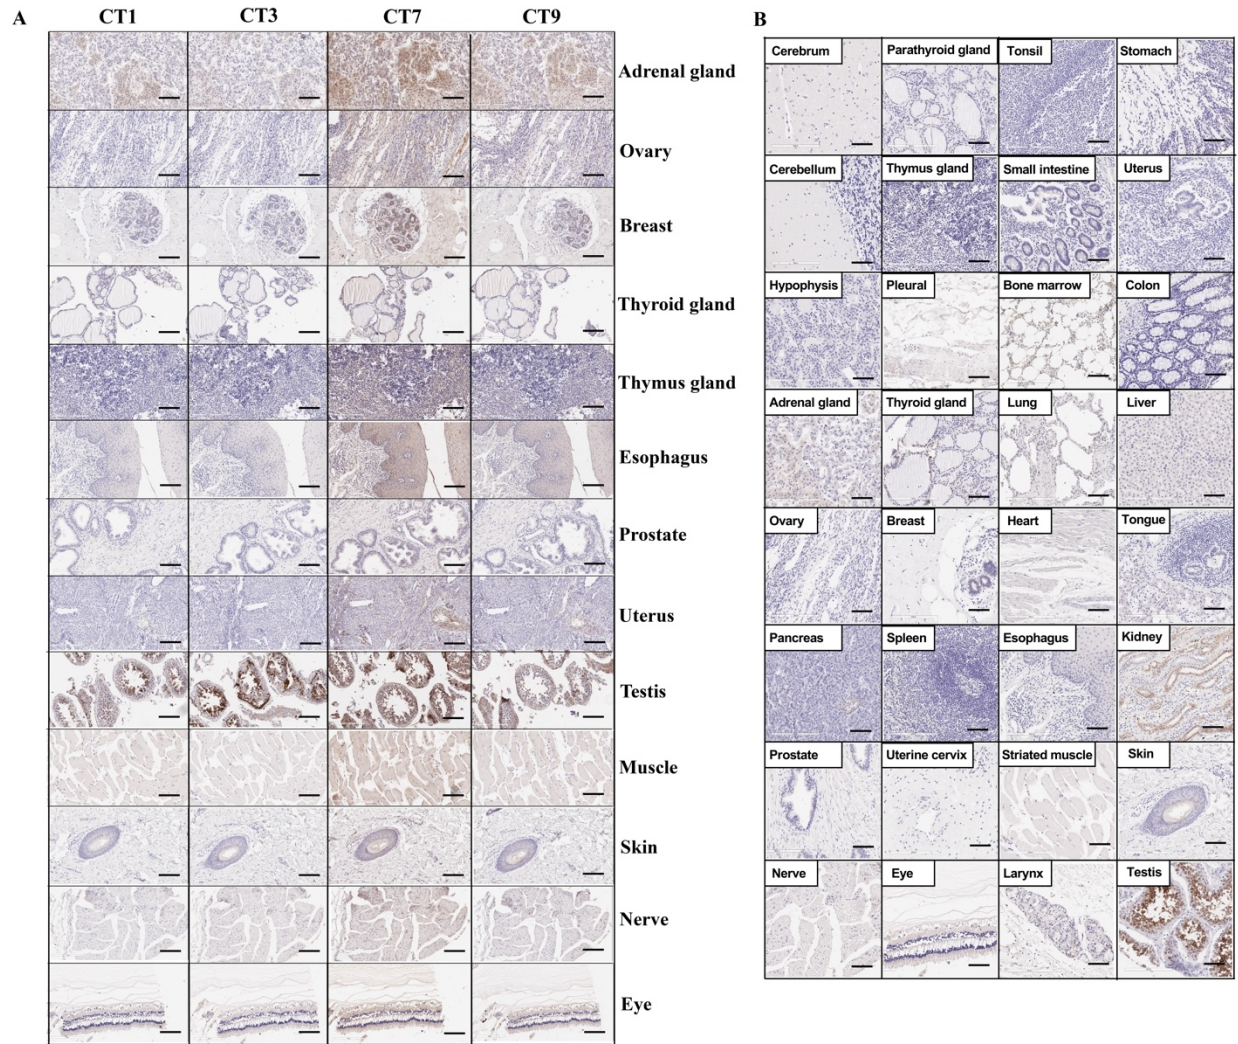 A
CT1 CT3 CT7 CT9
Adrenal gland
Ovary
Breast
Thyroid gland
Thymus gland
Esophagus
Prostate
Uterus
Testis
Muscle
Skin
Nerve
Eye
B
Cerebrum Parathyroid gland Tonsil Stomach
Cerebellum Thymus gland Small intestine Uterus
Hypophysis Pleural Bone marrow Colon
Adrenal gland Thyroid gland Lung Liver
Ovary Breast Heart Tongue
Pancreas Spleen Esophagus Kidney
Prostate Uterine cervix Striated muscle Skin
Nerve Eye Larynx Testis